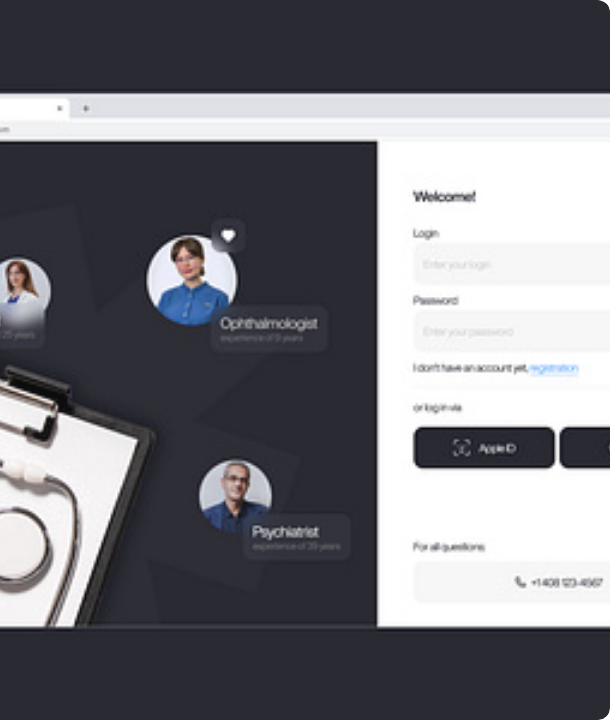 × +
om
25 years
Ophthalmologist
experience of 9 years
Psychiatrist
experience of 39 years
Welcome!
Login
Enter your login
Password
Enter your password
I don't have an account yet, registration
or log in via
Apple ID
For all questions:
+1 408 123-4567